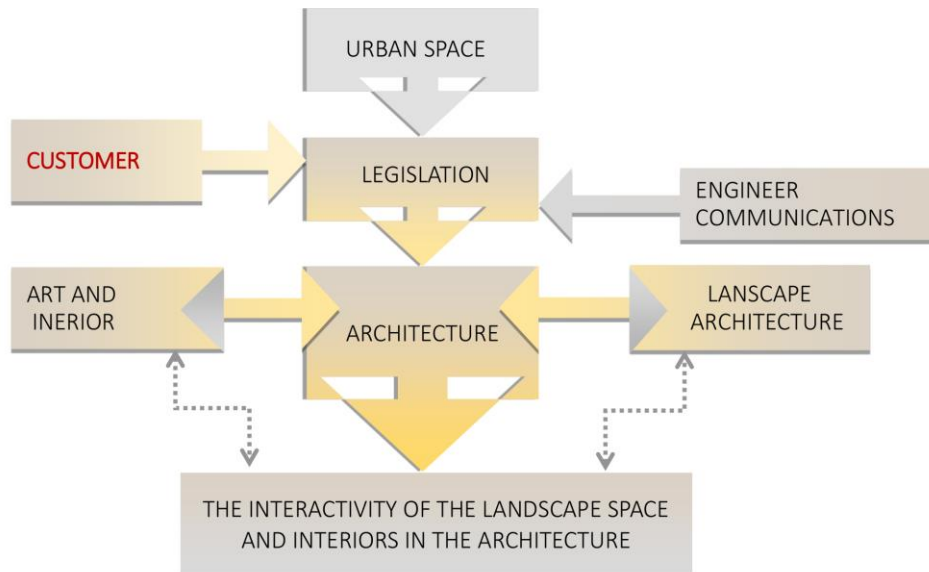 URBAN SPACE
CUSTOMER
LEGISLATION
ENGINEER
COMMUNICATIONS
ART AND
INERIOR
ARCHITECTURE
LANSCAPE
ARCHITECTURE
THE INTERACTIVITY OF THE LANDSCAPE SPACE
AND INTERIORS IN THE ARCHITECTURE